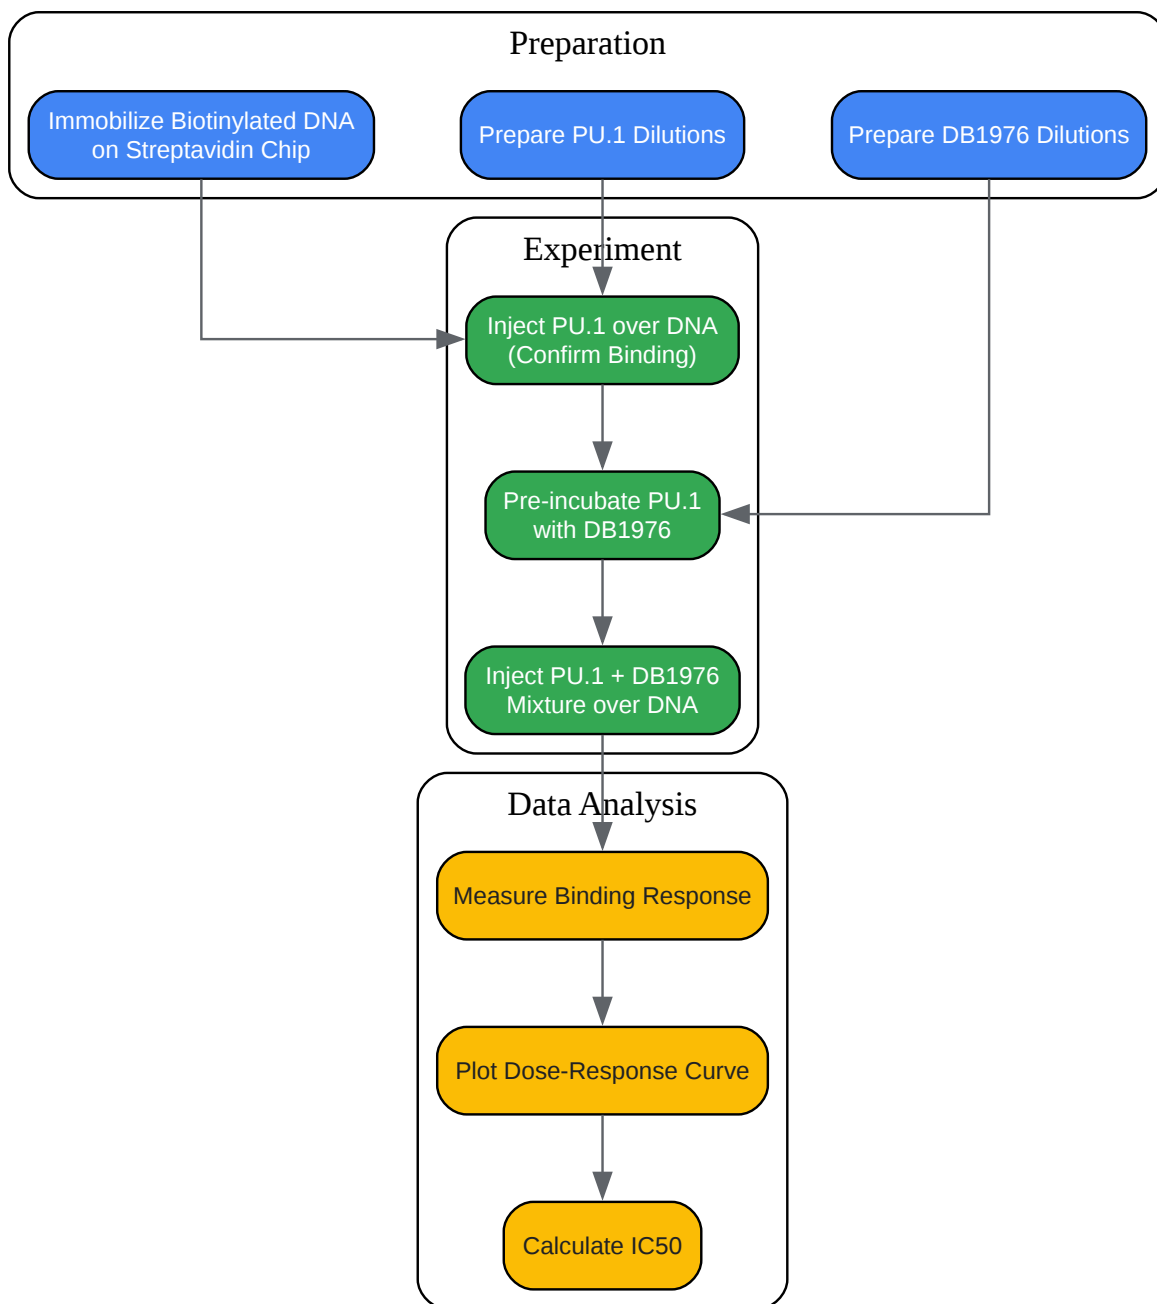 Preparation
Immobilize Biotinylated DNA
on Streptavidin Chip
Prepare PU.1 Dilutions
Prepare DB1976 Dilutions
Experiment
Inject PU.1 over DNA
(Confirm Binding)
Pre-incubate PU.1
with DB1976
Inject PU.1 + DB1976
Mixture over DNA
Data Analysis
Measure Binding Response
Plot Dose-Response Curve
Calculate IC50